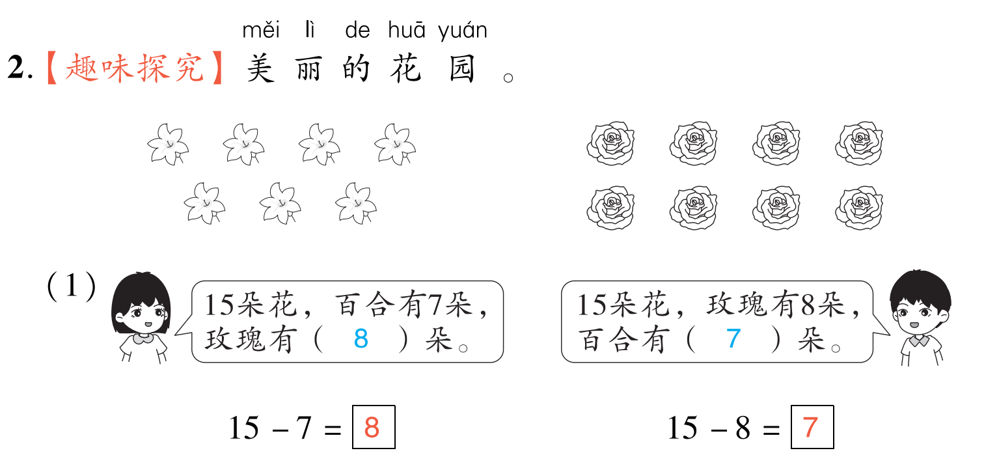 měi lì de huā yuán
2.【趣味探究】美丽的花园。
(1)
15朵花，百合有7朵，
玫瑰有（ 8 ）朵。
15朵花，玫瑰有8朵，
百合有（ 7 ）朵。
15 - 7 = 8
15 - 8 = 7